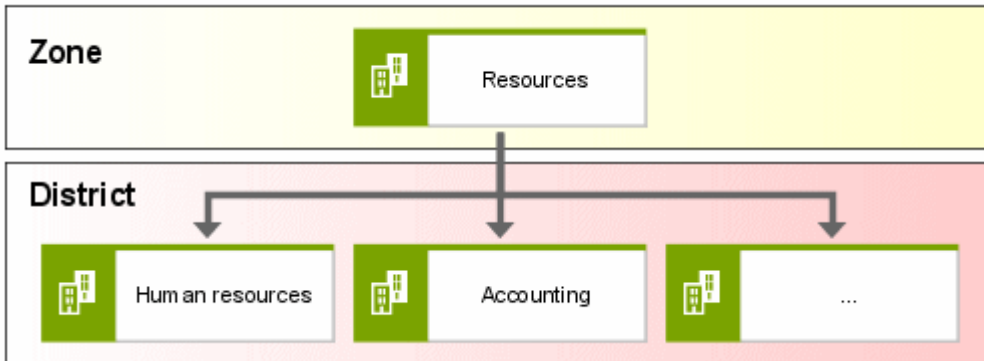 Zone
Resources
District
Human resources
Accounting
...